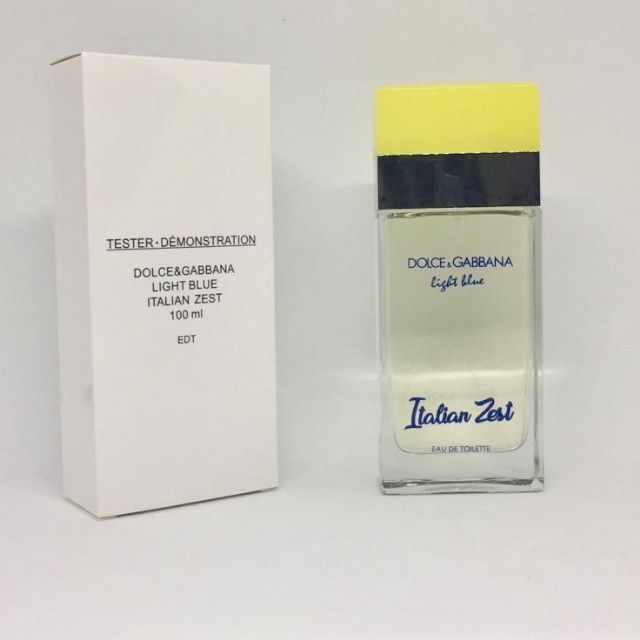 TESTER·DÉMONSTRATION
DOLCE&GABBANA
LIGHT BLUE
ITALIAN ZEST
100 ml
EDT
DOLCE&GABBANA
light blue
Italian Zest
EAU DE TOILETTE